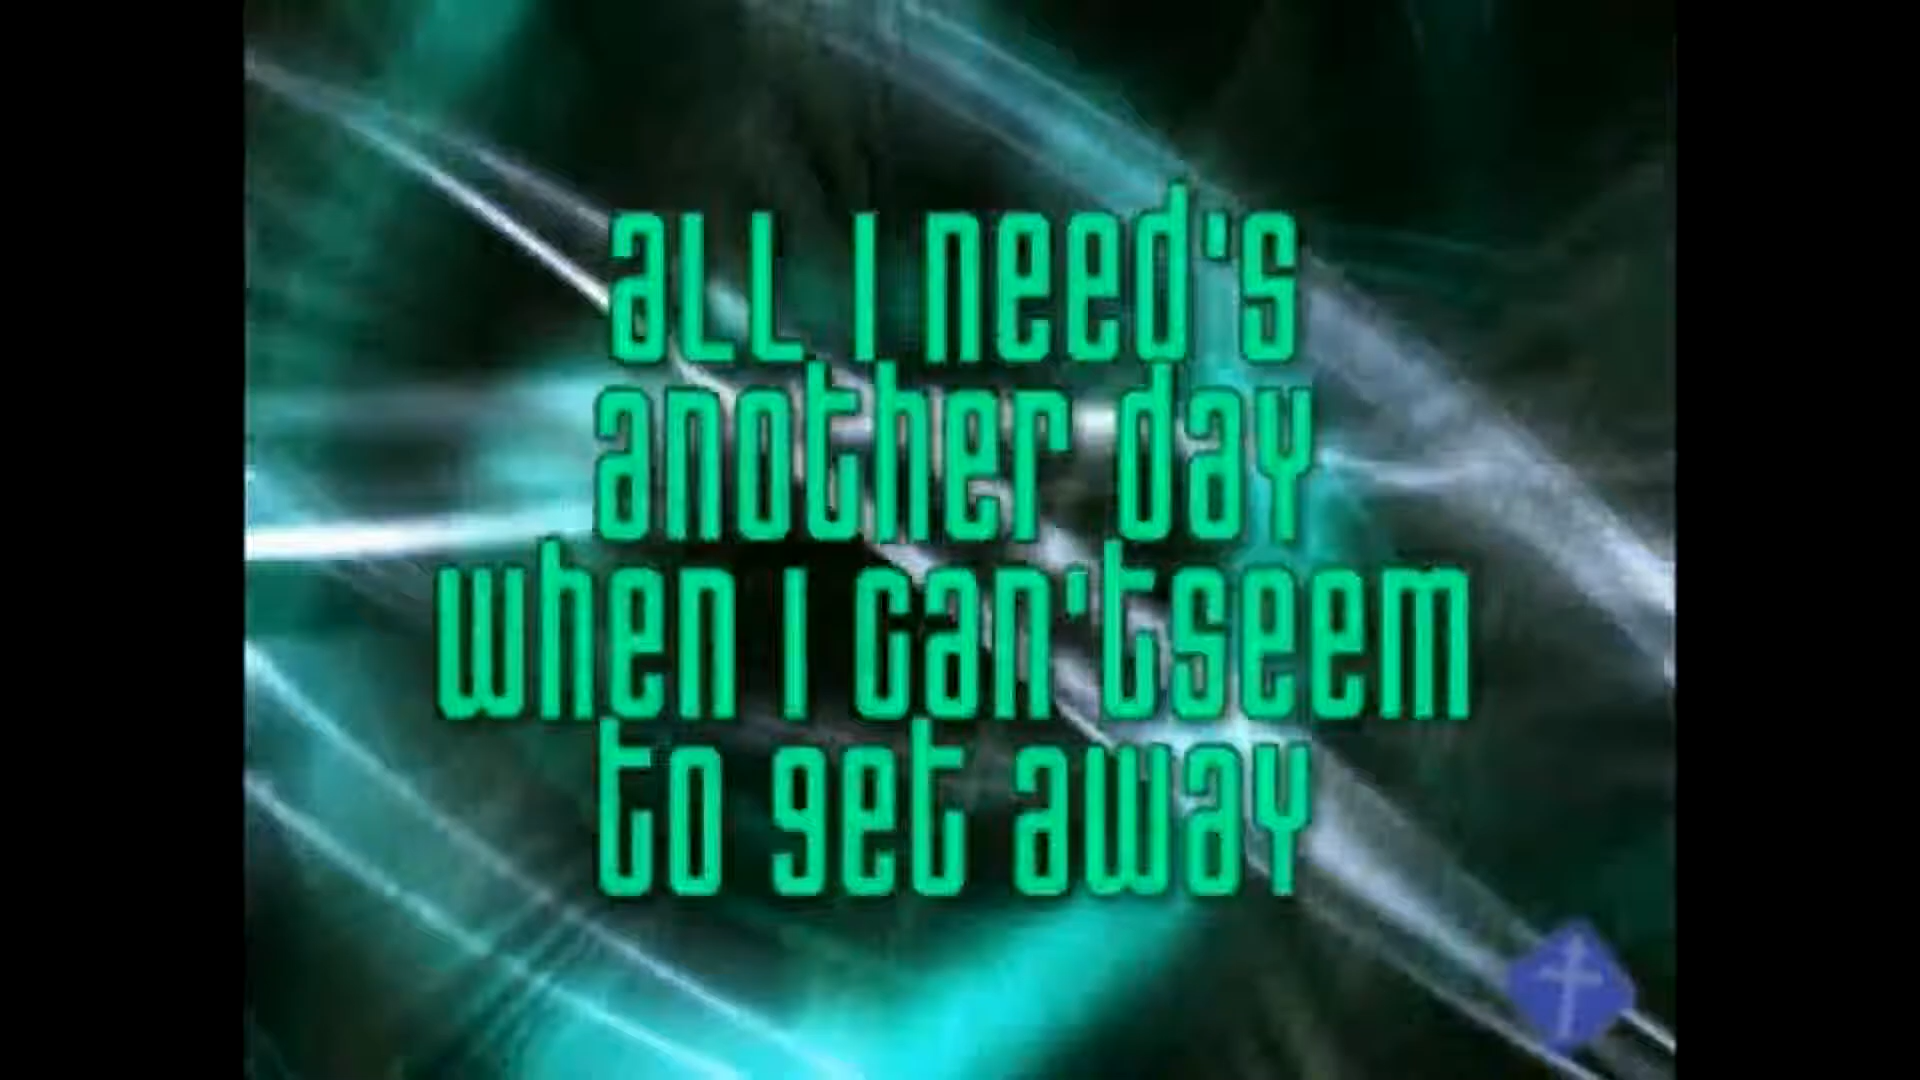 all i need's
another day
when i can'tseem
to get away